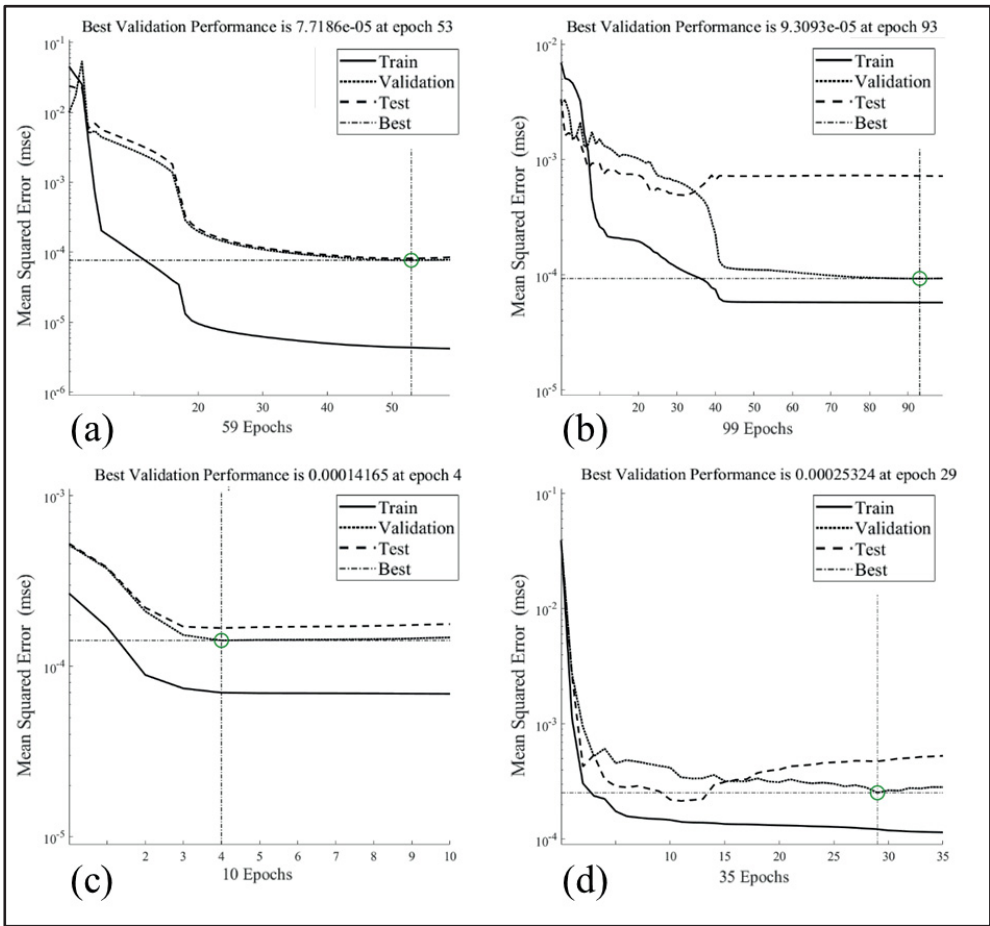 Best Validation Performance is 7.7186e-05 at epoch 53
10^-1
10^-2
10^-3
10^-4
10^-5
10^-6
Mean Squared Error (mse)
Train
Validation
Test
Best
20 30 40 50
59 Epochs
(a)
Best Validation Performance is 9.3093e-05 at epoch 93
10^-2
10^-3
10^-4
10^-5
Mean Squared Error (mse)
Train
Validation
Test
Best
20 30 40 50 60 70 80 90
99 Epochs
(b)
Best Validation Performance is 0.00014165 at epoch 4
10^-3
10^-4
10^-5
Mean Squared Error (mse)
Train
Validation
Test
Best
2 3 4 5 6 7 8 9 10
10 Epochs
(c)
Best Validation Performance is 0.00025324 at epoch 29
10^-1
10^-2
10^-3
10^-4
Mean Squared Error (mse)
Train
Validation
Test
Best
10 15 20 25 30 35
35 Epochs
(d)